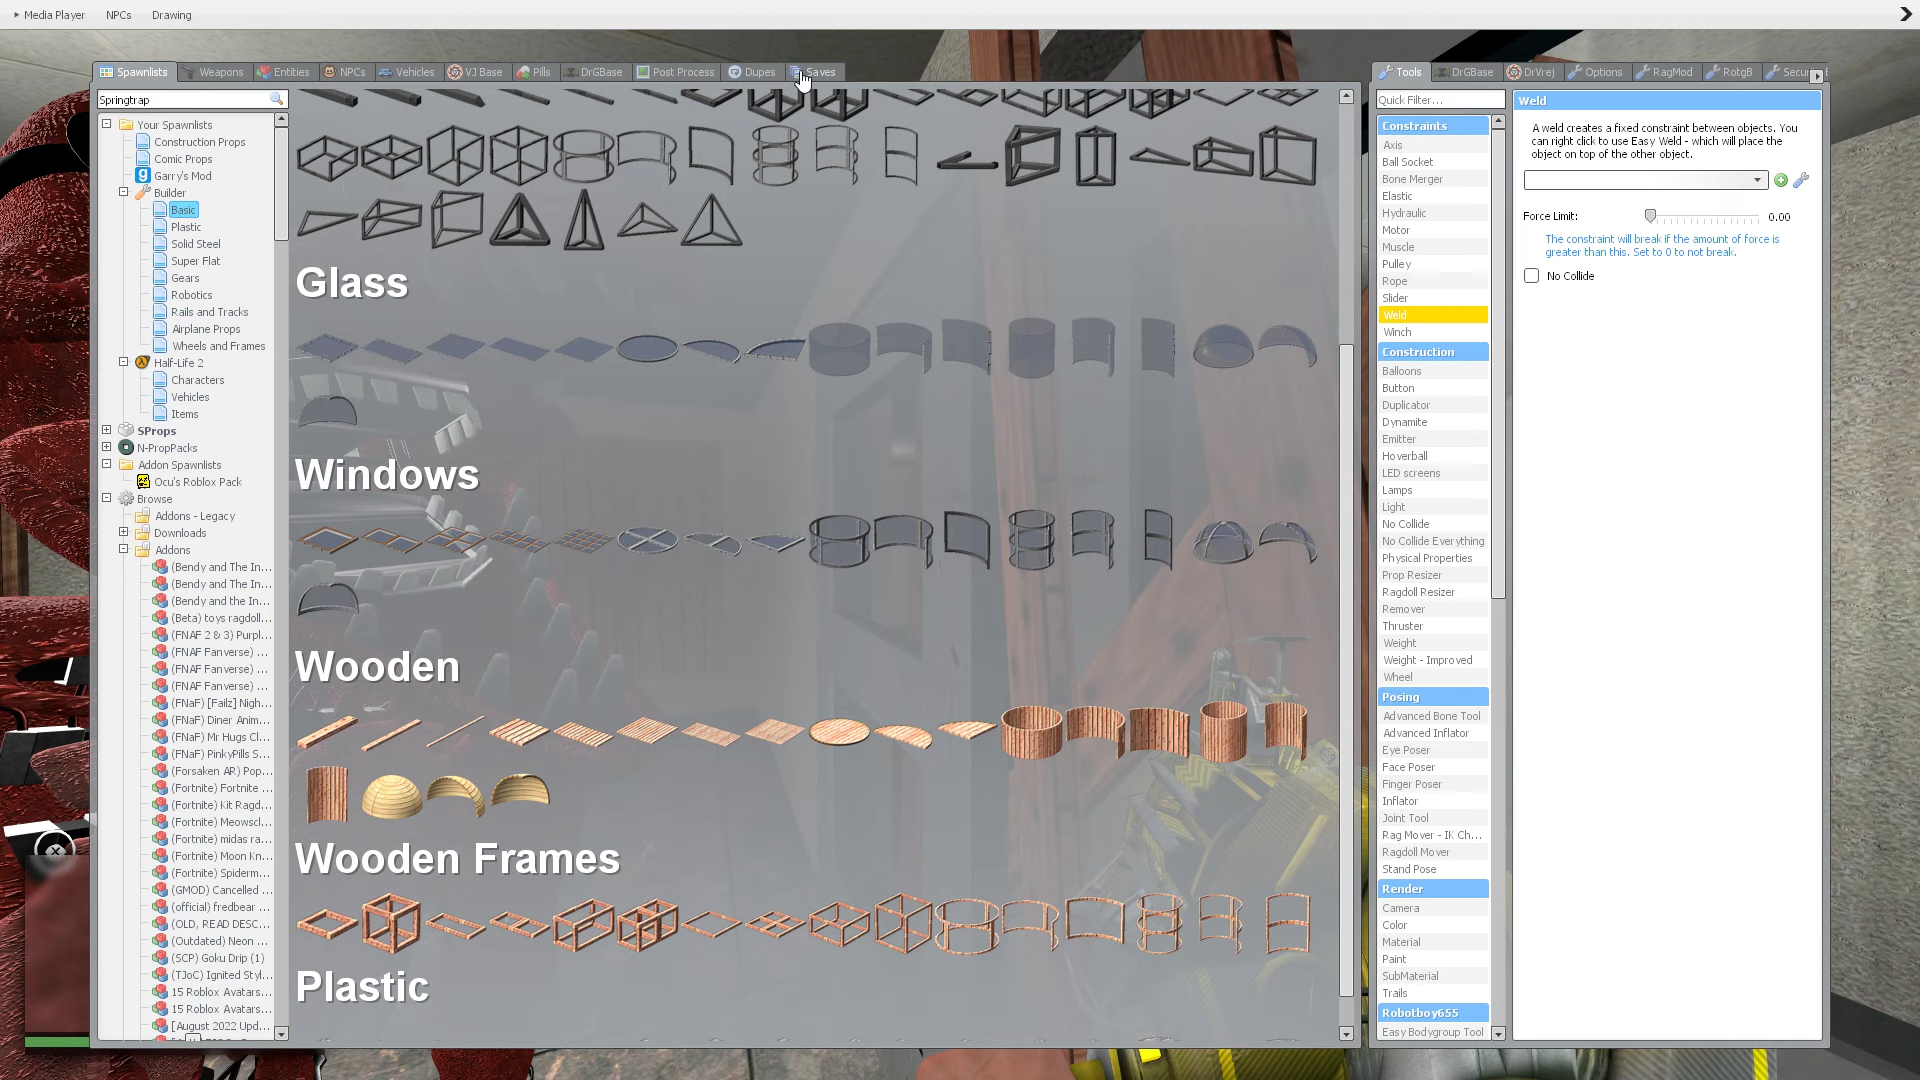 Media Player NPCs Drawing
Spawnlists Weapons Entities NPCs Vehicles VJ Base Pills DrGBase Post Process Dupes Saves
Springtrap
Your Spawnlists
Construction Props
Comic Props
Garry's Mod
Builder
Basic
Plastic
Solid Steel
Super Flat
Gears
Robotics
Rails and Tracks
Airplane Props
Wheels and Frames
Half-Life 2
Characters
Vehicles
Items
SProps
N-PropPacks
Addon Spawnlists
Ocu's Roblox Pack
Browse
Addons - Legacy
Downloads
Addons
(Bendy and The In...
(Bendy and The In...
(Bendy and the In...
(Beta) toys ragdoll...
(FNAF 2 & 3) Purpl...
(FNAF Fanverse) ...
(FNAF Fanverse) ...
(FNAF Fanverse) ...
(FNaF) [Failz] Nigh...
(FNaF) Diner Anim...
(FNaF) Mr Hugs Cl...
(FNaF) PinkyPills S...
(Forsaken AR) Pop...
(Fortnite) Fortnite ...
(Fortnite) Kit Ragd...
(Fortnite) Meowscl...
(Fortnite) midas ra...
(Fortnite) Moon Kn...
(Fortnite) Spiderm...
(GMOD) Cancelled ...
(official) fredbear ...
(OLD, READ DESC...
(Outdated) Neon ...
(SCP) Goku Drip (1)
(TJoC) Ignited Styl...
15 Roblox Avatars...
15 Roblox Avatars...
[August 2022 Upd...
Glass
Windows
Wooden
Wooden Frames
Plastic
Tools DrGBase DrVrej Options RagMod RotgB Secu
Quick Filter...
Constraints
Axis
Ball Socket
Bone Merger
Elastic
Hydraulic
Motor
Muscle
Pulley
Rope
Slider
Weld
Winch
Construction
Balloons
Button
Duplicator
Dynamite
Emitter
Hoverball
LED screens
Lamps
Light
No Collide
No Collide Everything
Physical Properties
Prop Resizer
Ragdoll Resizer
Remover
Thruster
Weight
Weight - Improved
Wheel
Posing
Advanced Bone Tool
Advanced Inflator
Eye Poser
Face Poser
Finger Poser
Inflator
Joint Tool
Rag Mover - IK Ch...
Ragdoll Mover
Stand Pose
Render
Camera
Color
Material
Paint
SubMaterial
Trails
Robotboy655
Easy Bodygroup Tool
Weld
A weld creates a fixed constraint between objects. You
can right click to use Easy Weld - which will place the
object on top of the other object.
Force Limit: 0.00
The constraint will break if the amount of force is
greater than this. Set to 0 to not break.
No Collide